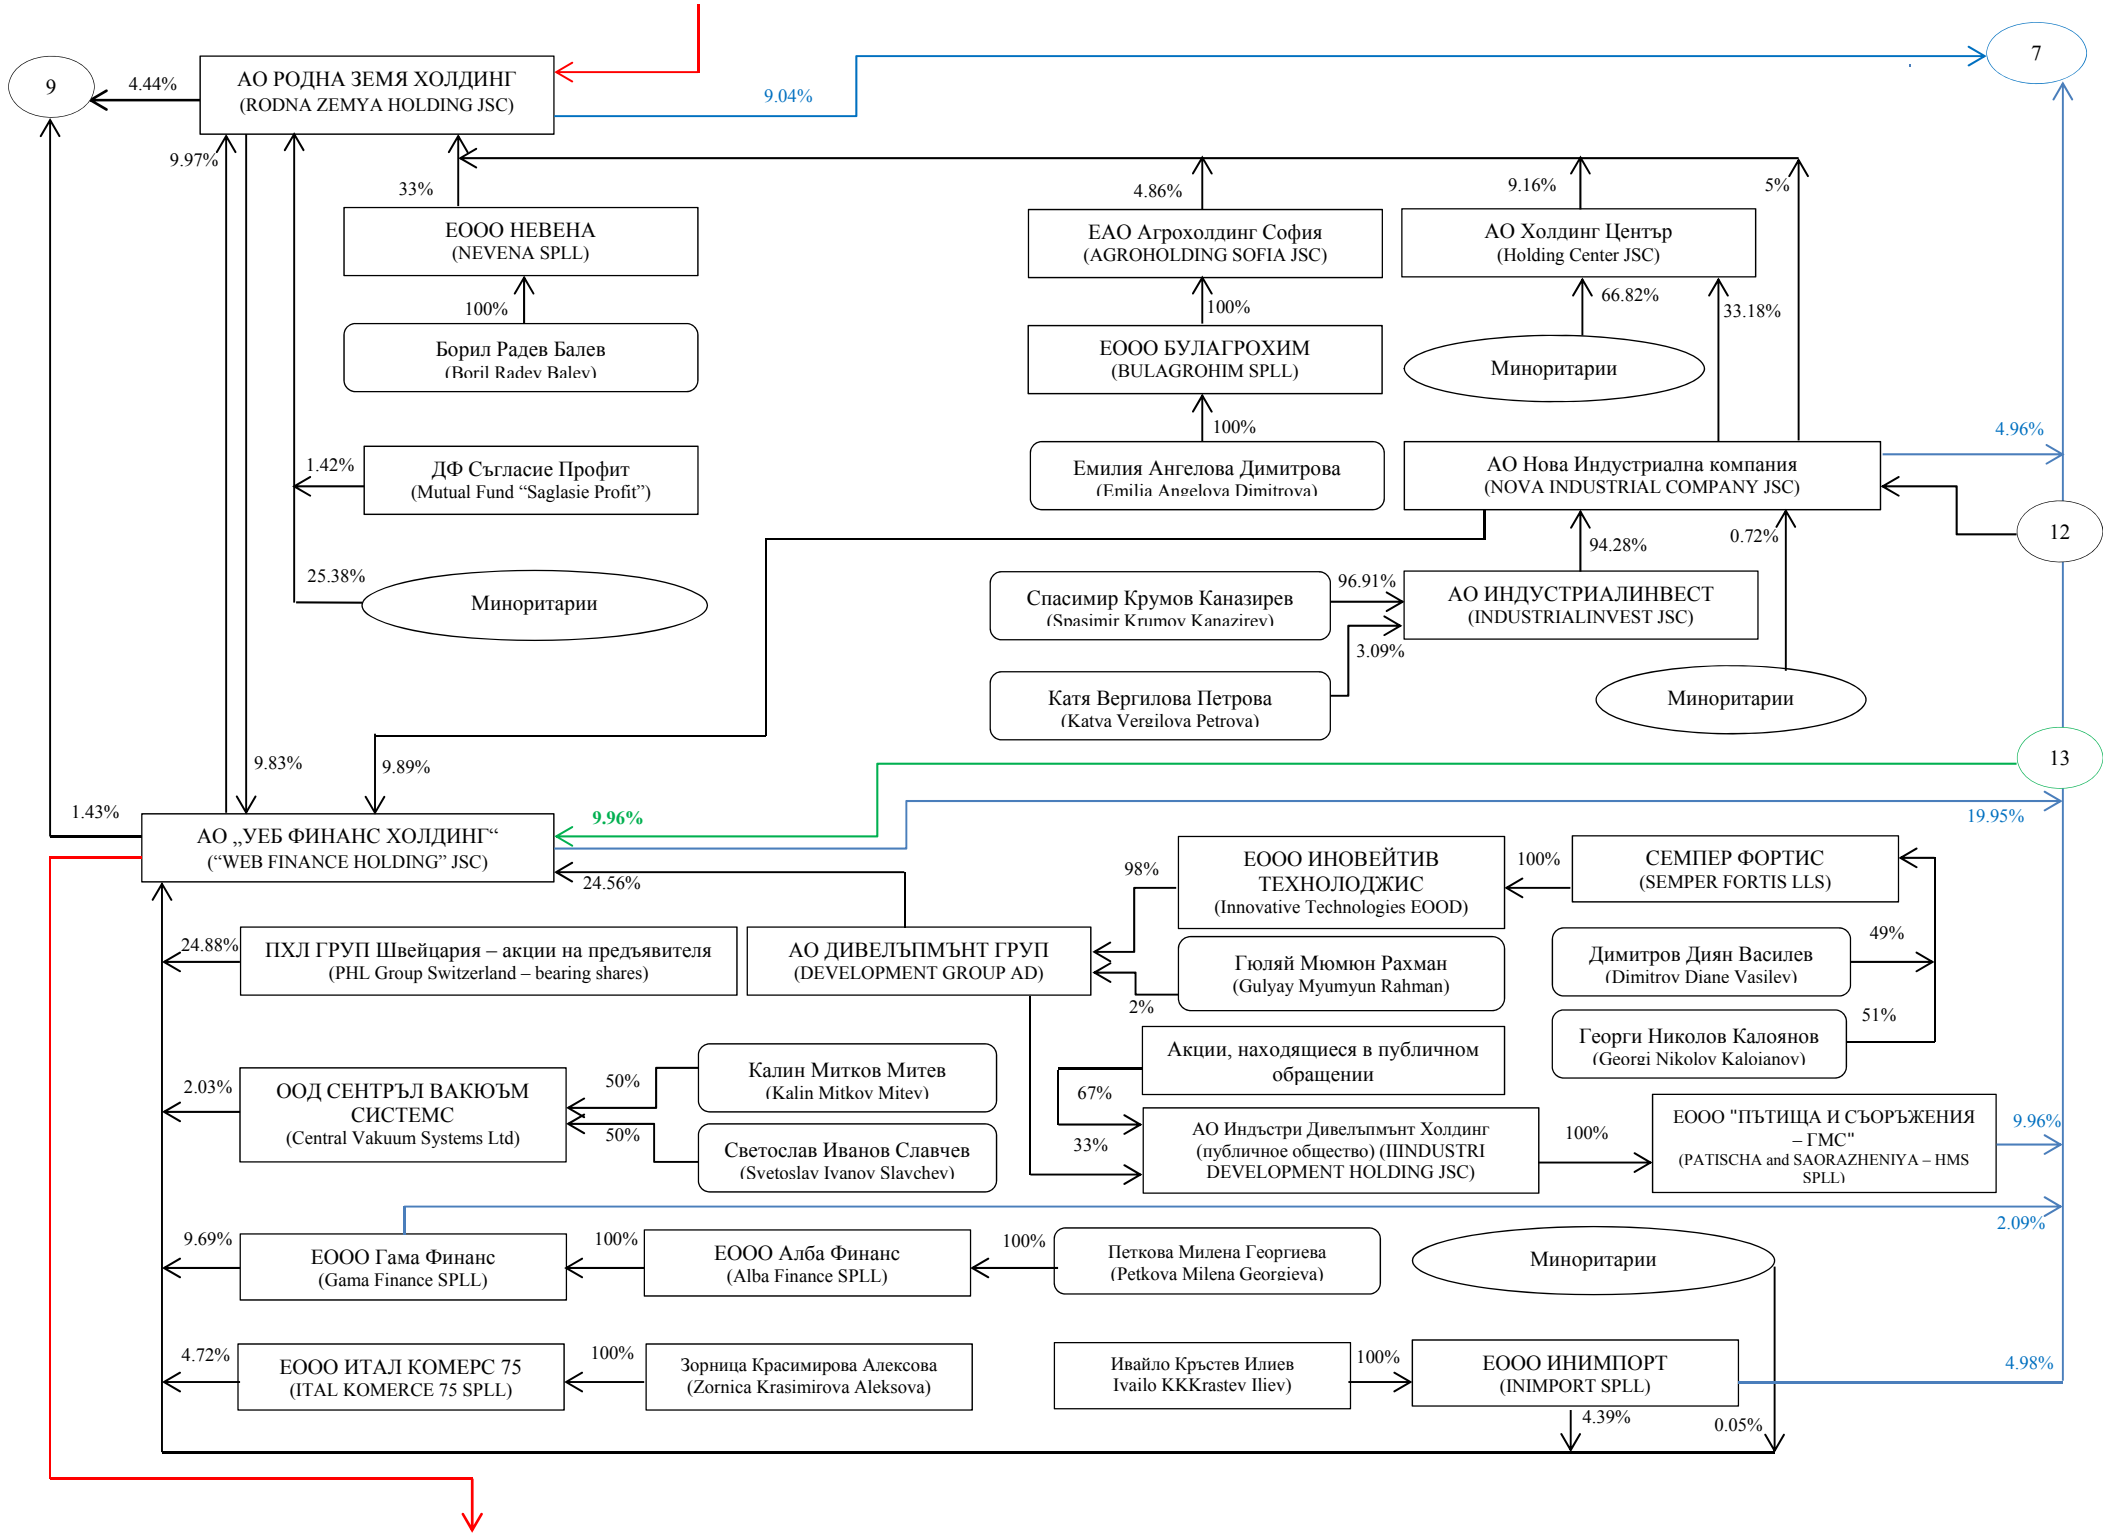 9
4.44%
АО РОДНА ЗЕМЯ ХОЛДИНГ
(RODNA ZEMYA HOLDING JSC)
9.04%
7
9.97%
33%
4.86%
9.16%
5%
ЕООО НЕВЕНА
(NEVENA SPLL)
ЕАО Агрохолдинг София
(AGROHOLDING SOFIA JSC)
АО Холдинг Център
(Holding Center JSC)
100%
100%
66.82%
33.18%
Борил Радев Балев
(Boril Radev Balev)
ЕООО БУЛАГРОХИМ
(BULAGROHIM SPLL)
Миноритарии
100%
4.96%
1.42%
ДФ Съгласие Профит
(Mutual Fund “Saglasie Profit”)
Емилия Ангелова Димитрова
(Emilia Angelova Dimitrova)
АО Нова Индустриална компания
(NOVA INDUSTRIAL COMPANY JSC)
12
94.28%
0.72%
25.38%
Миноритарии
Спасимир Крумов Каназирев
(Spasimir Krumov Kanazirev)
96.91%
АО ИНДУСТРИАЛИНВЕСТ
(INDUSTRIALINVEST JSC)
3.09%
Катя Вергилова Петрова
(Katya Vergilova Petrova)
Миноритарии
9.83%
9.89%
13
1.43%
9.96%
19.95%
АО „УЕБ ФИНАНС ХОЛДИНГ“
(“WEB FINANCE HOLDING” JSC)
24.56%
98%
ЕООО ИНОВЕЙТИВ
ТЕХНОЛОДЖИС
(Innovative Technologies EOOD)
100%
СЕМПЕР ФОРТИС
(SEMPER FORTIS LLS)
24.88%
ПХЛ ГРУП Швейцария – акции на предъявителя
(PHL Group Switzerland – bearing shares)
АО ДИВЕЛЪПМЪНТ ГРУП
(DEVELOPMENT GROUP AD)
Гюляй Мюмюн Рахман
(Gulyay Myumyun Rahman)
2%
Димитров Диян Василев
(Dimitrov Diane Vasilev)
49%
51%
Георги Николов Калоянов
(Georgi Nikolov Kaloianov)
Акции, находящиеся в публичном
обращении
67%
2.03%
ООД СЕНТРЪЛ ВАКЮЪМ
СИСТЕМС
(Central Vakuum Systems Ltd)
50%
Калин Митков Митев
(Kalin Mitkov Mitev)
50%
Светослав Иванов Славчев
(Svetoslav Ivanov Slavchev)
33%
АО Индъстри Дивелъпмънт Холдинг
(публичное общество) (IIINDUSTRI
DEVELOPMENT HOLDING JSC)
100%
ЕООО "ПЪТИЩА И СЪОРЪЖЕНИЯ
– ГМС"
(PATISCHA and SAORAZHENIYA – HMS
SPLL)
9.96%
2.09%
9.69%
ЕООО Гама Финанс
(Gama Finance SPLL)
100%
ЕООО Алба Финанс
(Alba Finance SPLL)
100%
Петкова Милена Георгиева
(Petkova Milena Georgieva)
Миноритарии
4.72%
ЕООО ИТАЛ КОМЕРС 75
(ITAL KOMERCE 75 SPLL)
100%
Зорница Красимирова Алексова
(Zornica Krasimirova Aleksova)
Ивайло Кръстев Илиев
Ivailo KKKrastev Iliev)
100%
ЕООО ИНИМПОРТ
(INIMPORT SPLL)
4.98%
4.39%
0.05%